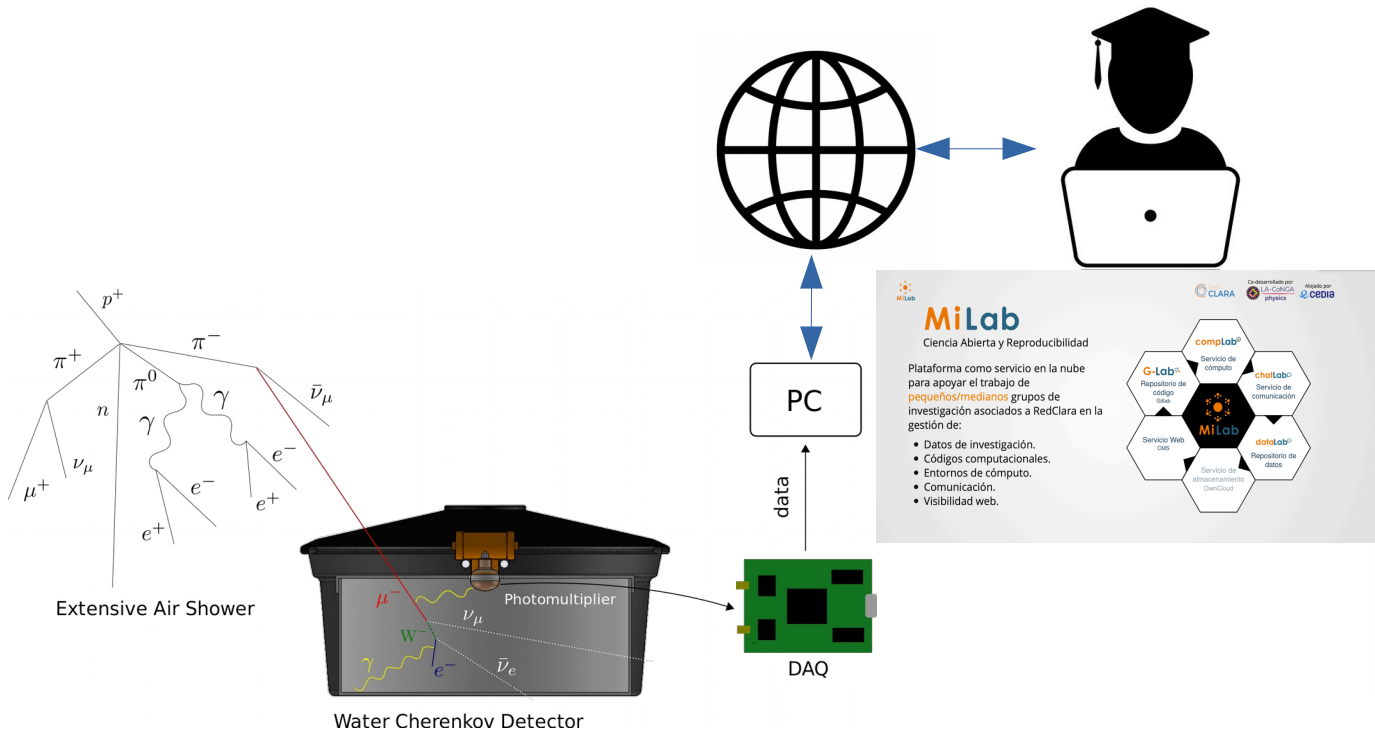 p⁺
π⁺
π⁰
π⁻
n
γ
γ
ν̄_μ
μ⁺
ν_μ
e⁻
e⁺
e⁻
e⁺
Extensive Air Shower
μ⁻
Photomultiplier
ν_μ
W⁻
γ
e⁻
ν̄_e
Water Cherenkov Detector
DAQ
data
PC
MiLab
CLARA
Co-desarrollado por
LA-CoNGA
physics
Alojado por
cedia
MiLab
Ciencia Abierta y Reproducibilidad
Plataforma como servicio en la nube
para apoyar el trabajo de
pequeños/medianos grupos de
investigación asociados a RedClara en la
gestión de:
• Datos de investigación.
• Códigos computacionales.
• Entornos de cómputo.
• Comunicación.
• Visibilidad web.
compLab
Servicio de
cómputo
G-Lab
Repositorio de
código
Gitlab
chatLab
Servicio de
comunicación
MiLab
Servicio Web
CMS
dataLab
Repositorio de
datos
Servicio de
almacenamiento
OwnCloud